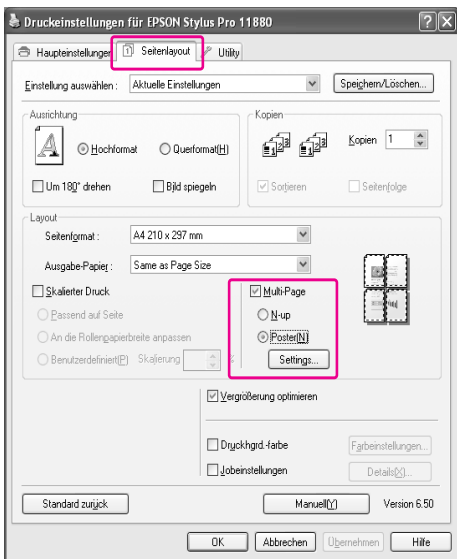 Druckeinstellungen für EPSON Stylus Pro 11880
Haupteinstellungen Seitenlayout Utility
Einstellung auswählen : Aktuelle Einstellungen Speichern/Löschen...
Ausrichtung
Hochformat Querformat(H)
Um 180° drehen Bild spiegeln
Kopien
Kopien 1
Sortieren Seitenfolge
Layout
Seitenformat : A4 210 x 297 mm
Ausgabe-Papier : Same as Page Size
Skalierter Druck
Passend auf Seite
An die Rollenpapierbreite anpassen
Benutzerdefiniert(P) Skalierung %
Multi-Page
N-up
Poster(N)
Settings...
Vergrößerung optimieren
Druckhgrd.-farbe Farbeinstellungen...
Jobeinstellungen Details(X)...
Standard zurück Manuell(Y) Version 6.50
OK Abbrechen Übernehmen Hilfe